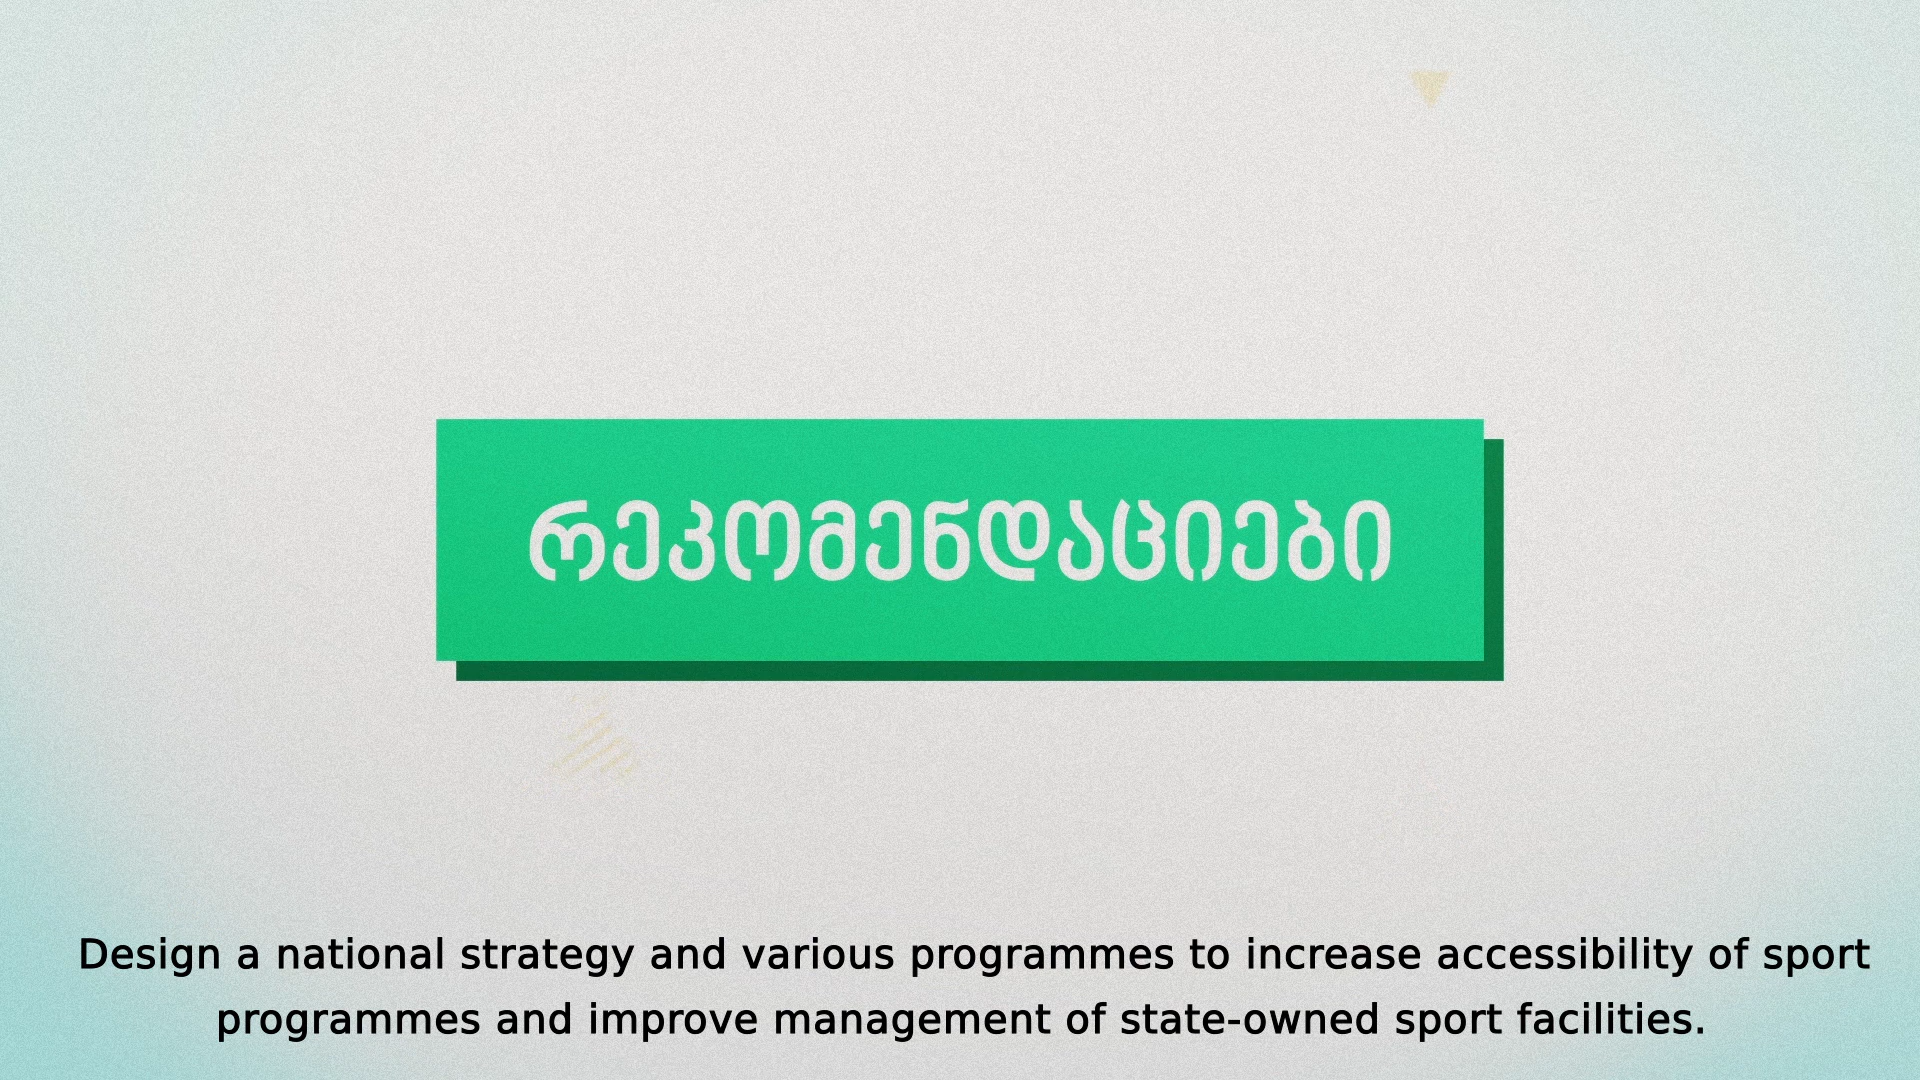 რეკომენდაციები
Design a national strategy and various programmes to increase accessibility of sport
programmes and improve management of state-owned sport facilities.